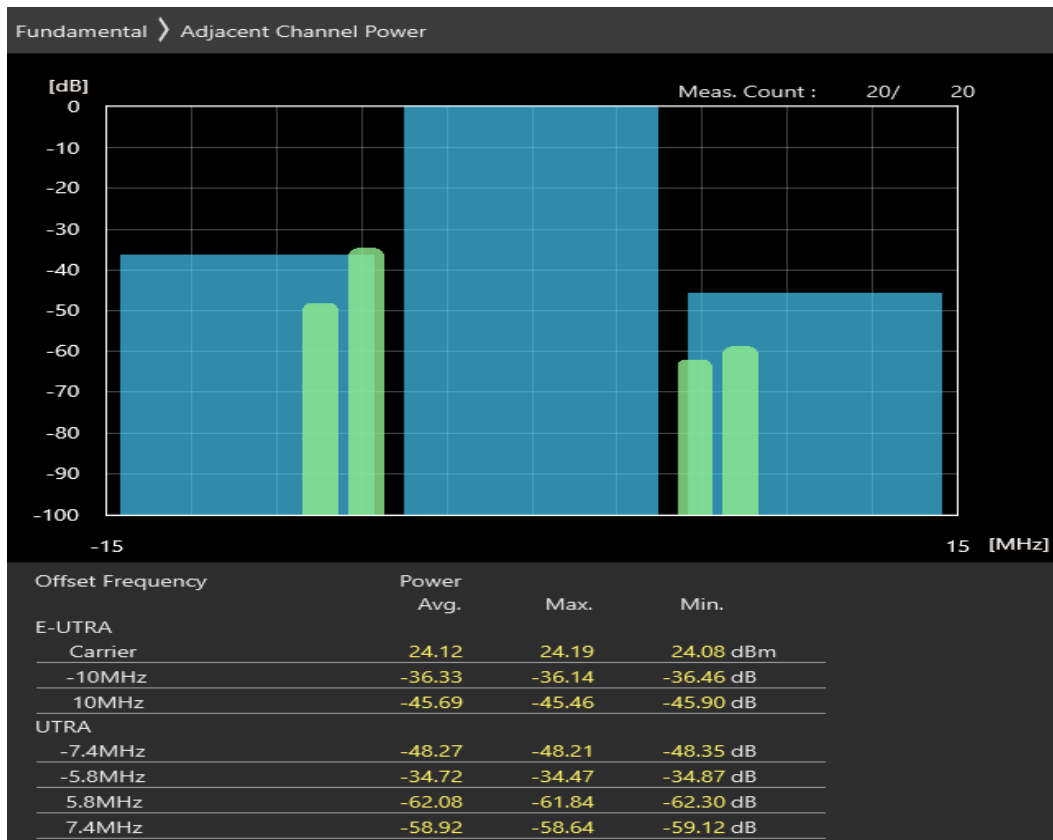 Fundamental 〉 Adjacent Channel Power
[dB]
Meas. Count : 20/ 20
0
-10
-20
-30
-40
-50
-60
-70
-80
-90
-100
-15 15 [MHz]
Offset Frequency Power
Avg. Max. Min.
E-UTRA
Carrier 24.12 24.19 24.08 dBm
-10MHz -36.33 -36.14 -36.46 dB
10MHz -45.69 -45.46 -45.90 dB
UTRA
-7.4MHz -48.27 -48.21 -48.35 dB
-5.8MHz -34.72 -34.47 -34.87 dB
5.8MHz -62.08 -61.84 -62.30 dB
7.4MHz -58.92 -58.64 -59.12 dB